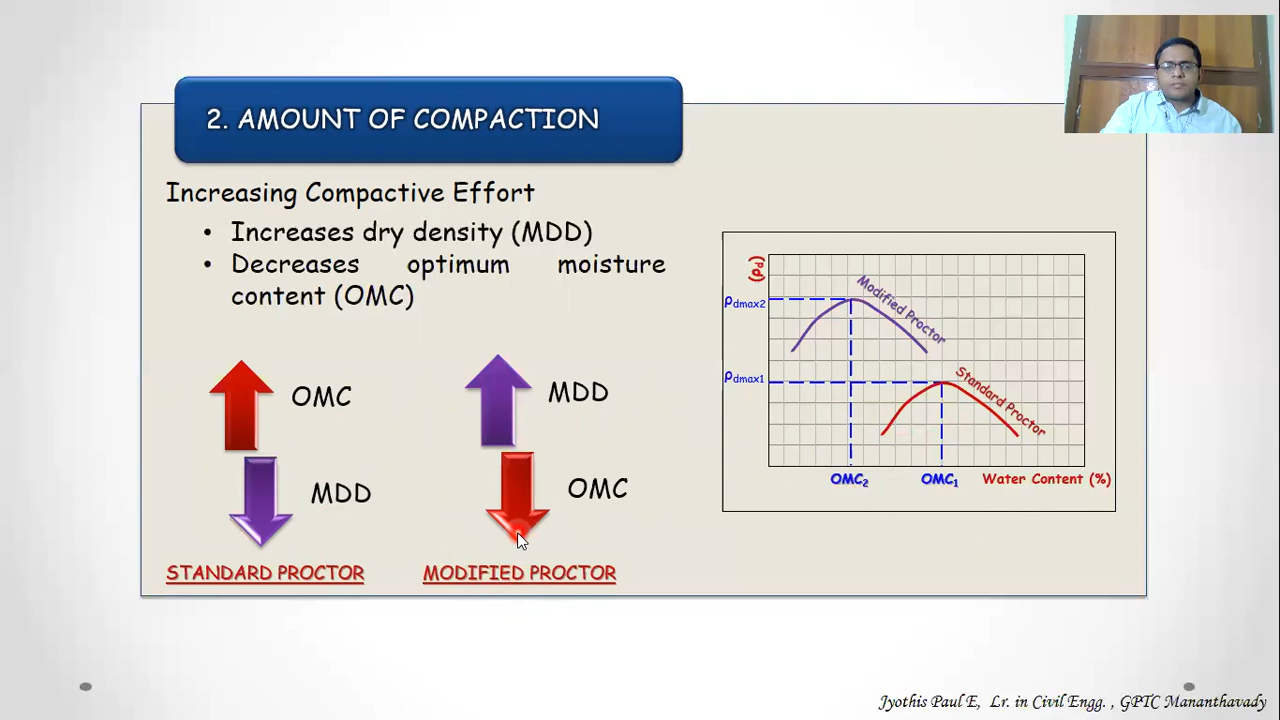 2. AMOUNT OF COMPACTION
Increasing Compactive Effort
• Increases dry density (MDD)
• Decreases optimum moisture
content (OMC)
OMC
MDD
STANDARD PROCTOR
MDD
OMC
MODIFIED PROCTOR
(ρd)
ρdmax2
ρdmax1
Modified Proctor
Standard Proctor
OMC2
OMC1
Water Content (%)
Jyothis Paul E, Lr. in Civil Engg. , GPTC Mananthavady